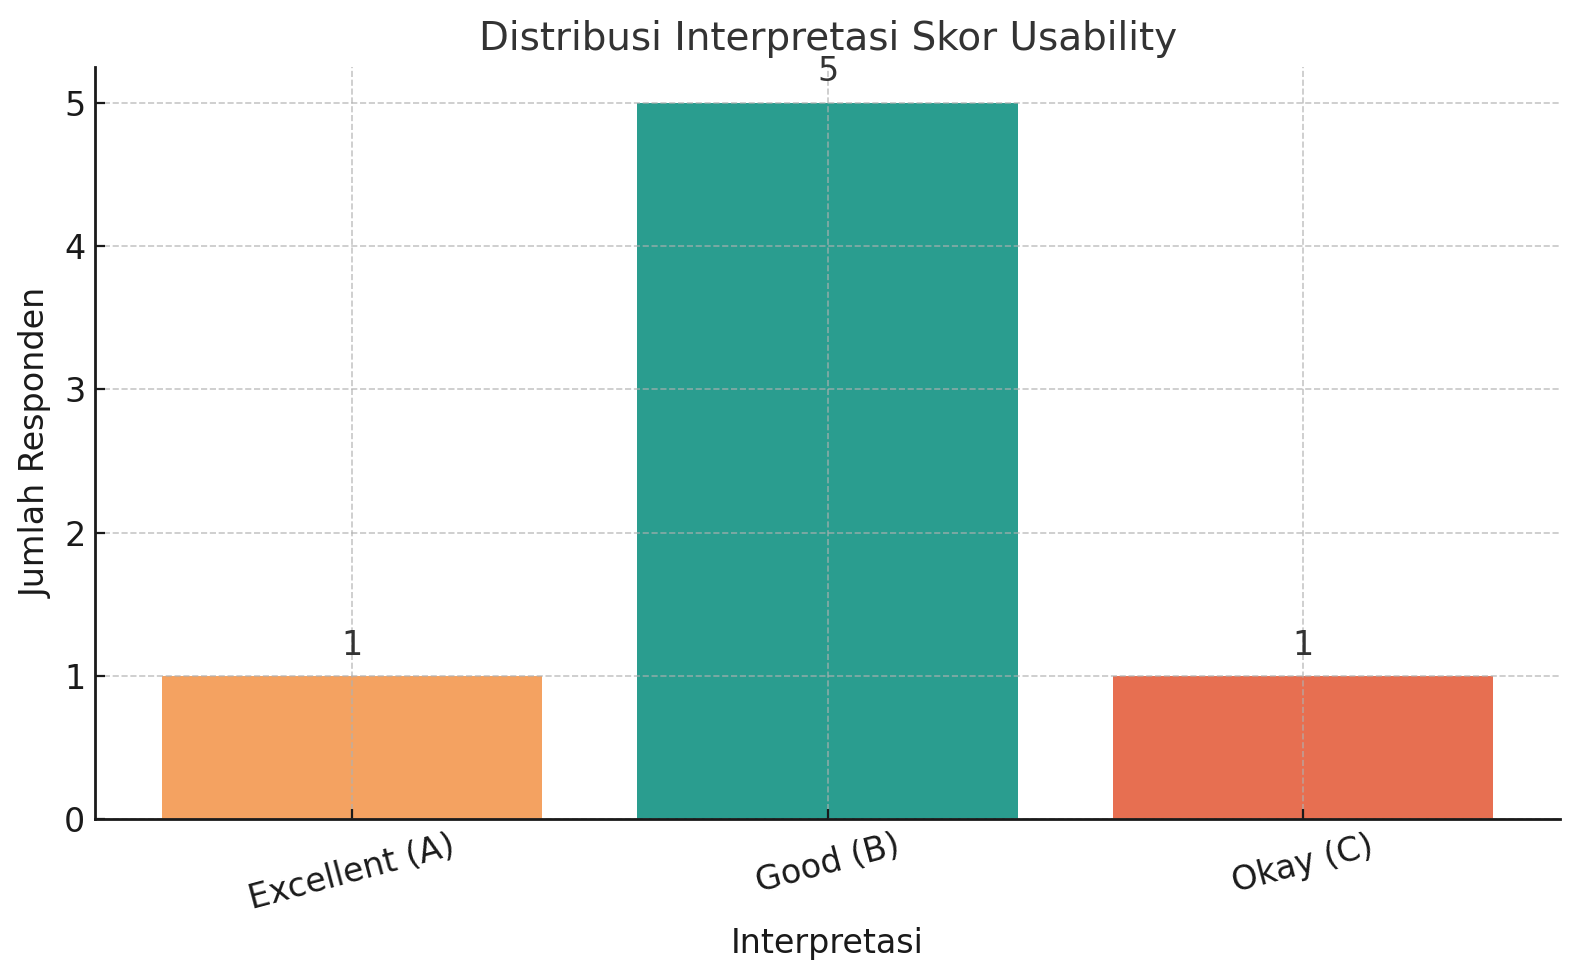 Distribusi Interpretasi Skor Usability
5
5
4
3
2
1
1
1
0
Jumlah Responden
Excellent (A)
Good (B)
Okay (C)
Interpretasi